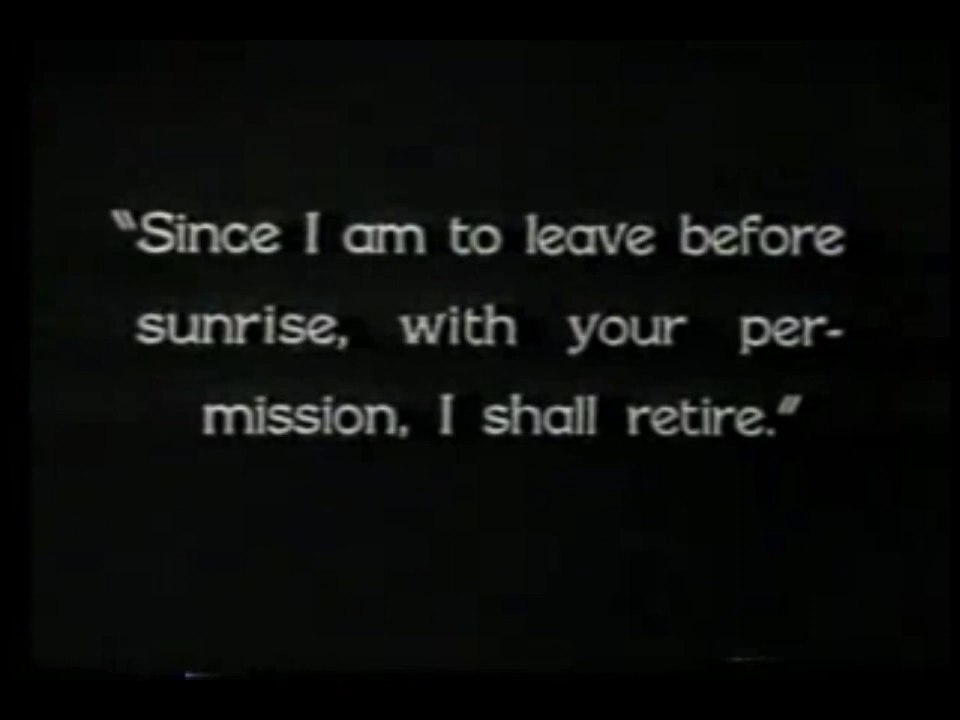 "Since I am to leave before
sunrise, with your per-
mission, I shall retire."